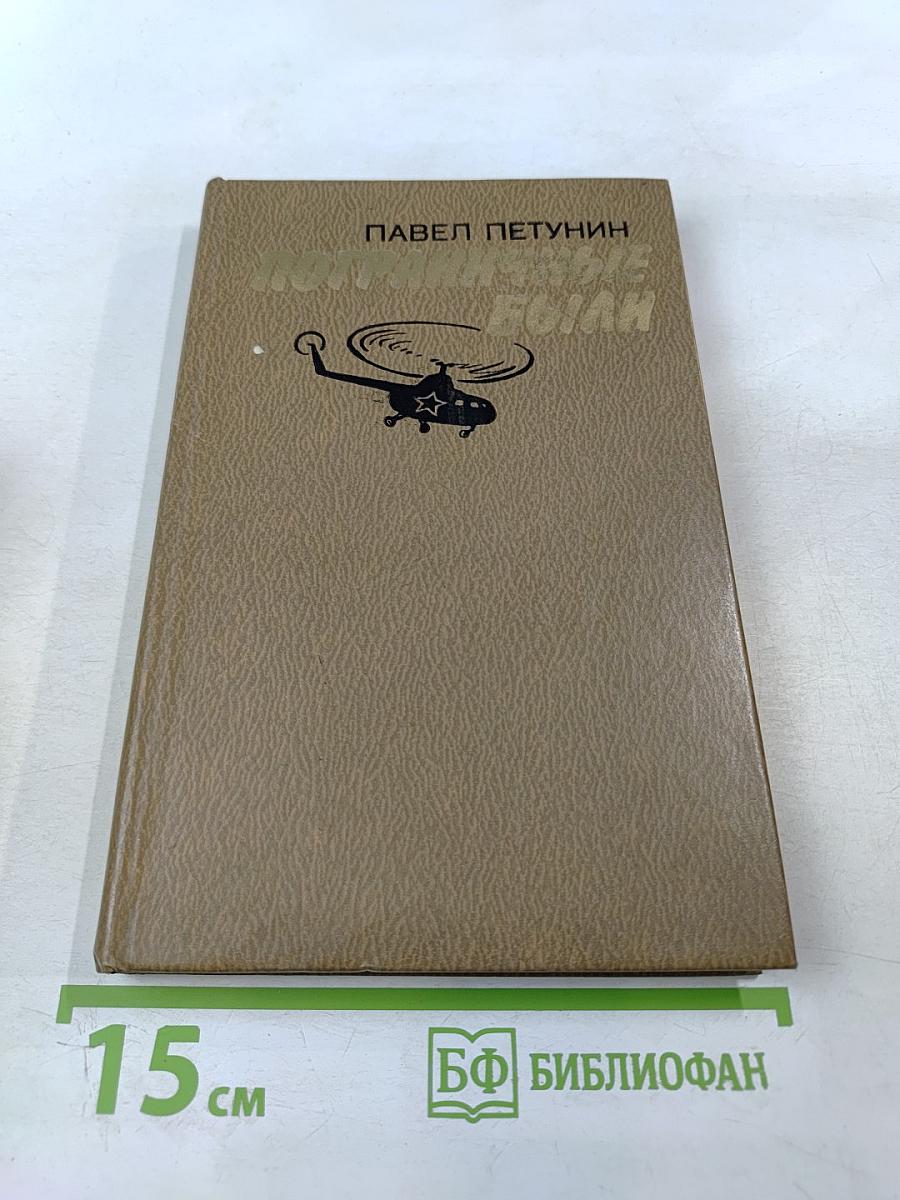 ПАВЕЛ ПЕТУНИН
ПОГРАНИЧНЫЕ
БЫЛИ
15 см
БФ БИБЛИОФАН